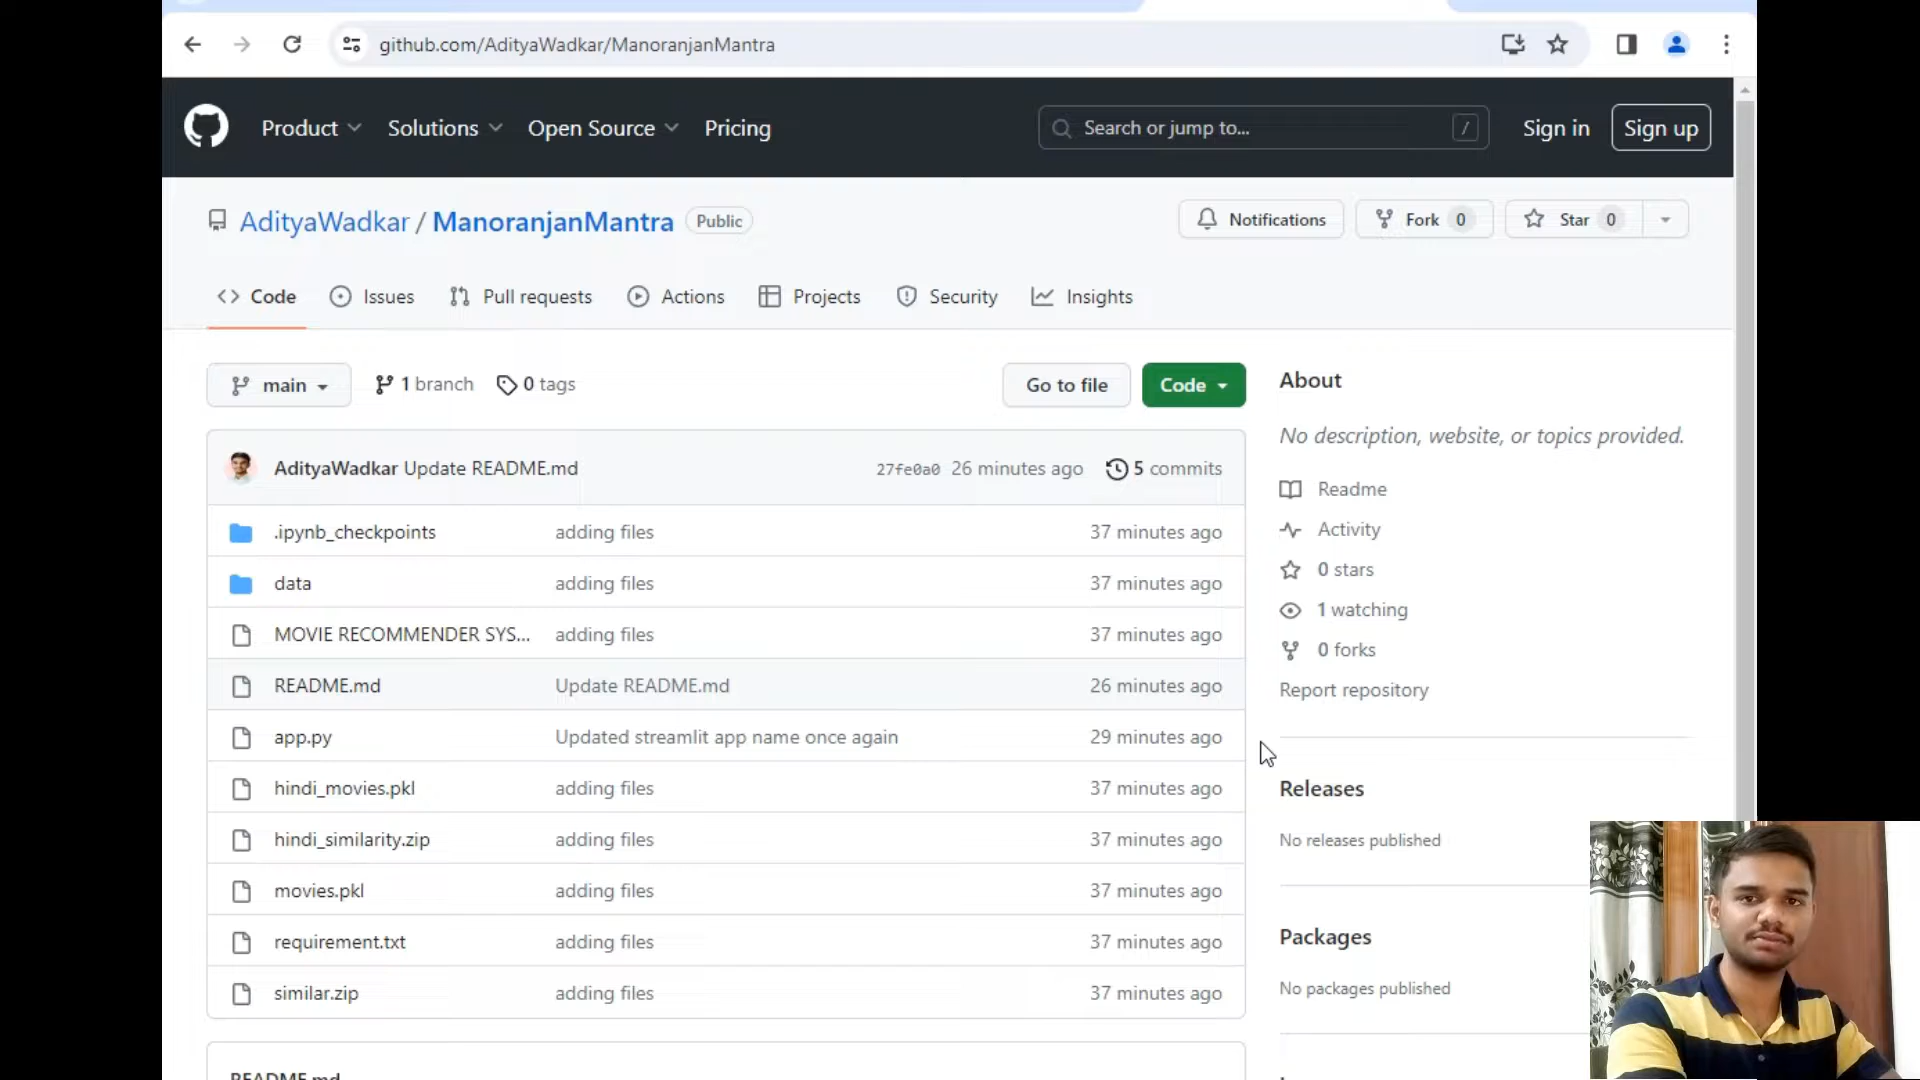 github.com/AdityaWadkar/ManoranjanMantra
Product Solutions Open Source Pricing Search or jump to... / Sign in Sign up
AdityaWadkar / ManoranjanMantra Public Notifications Fork 0 Star 0
Code Issues Pull requests Actions Projects Security Insights
main 1 branch 0 tags Go to file Code
AdityaWadkar Update README.md 27fe0a0 26 minutes ago 5 commits
.ipynb_checkpoints adding files 37 minutes ago
data adding files 37 minutes ago
MOVIE RECOMMENDER SYS... adding files 37 minutes ago
README.md Update README.md 26 minutes ago
app.py Updated streamlit app name once again 29 minutes ago
hindi_movies.pkl adding files 37 minutes ago
hindi_similarity.zip adding files 37 minutes ago
movies.pkl adding files 37 minutes ago
requirement.txt adding files 37 minutes ago
similar.zip adding files 37 minutes ago
README.md
About
No description, website, or topics provided.
Readme
Activity
0 stars
1 watching
0 forks
Report repository
Releases
No releases published
Packages
No packages published